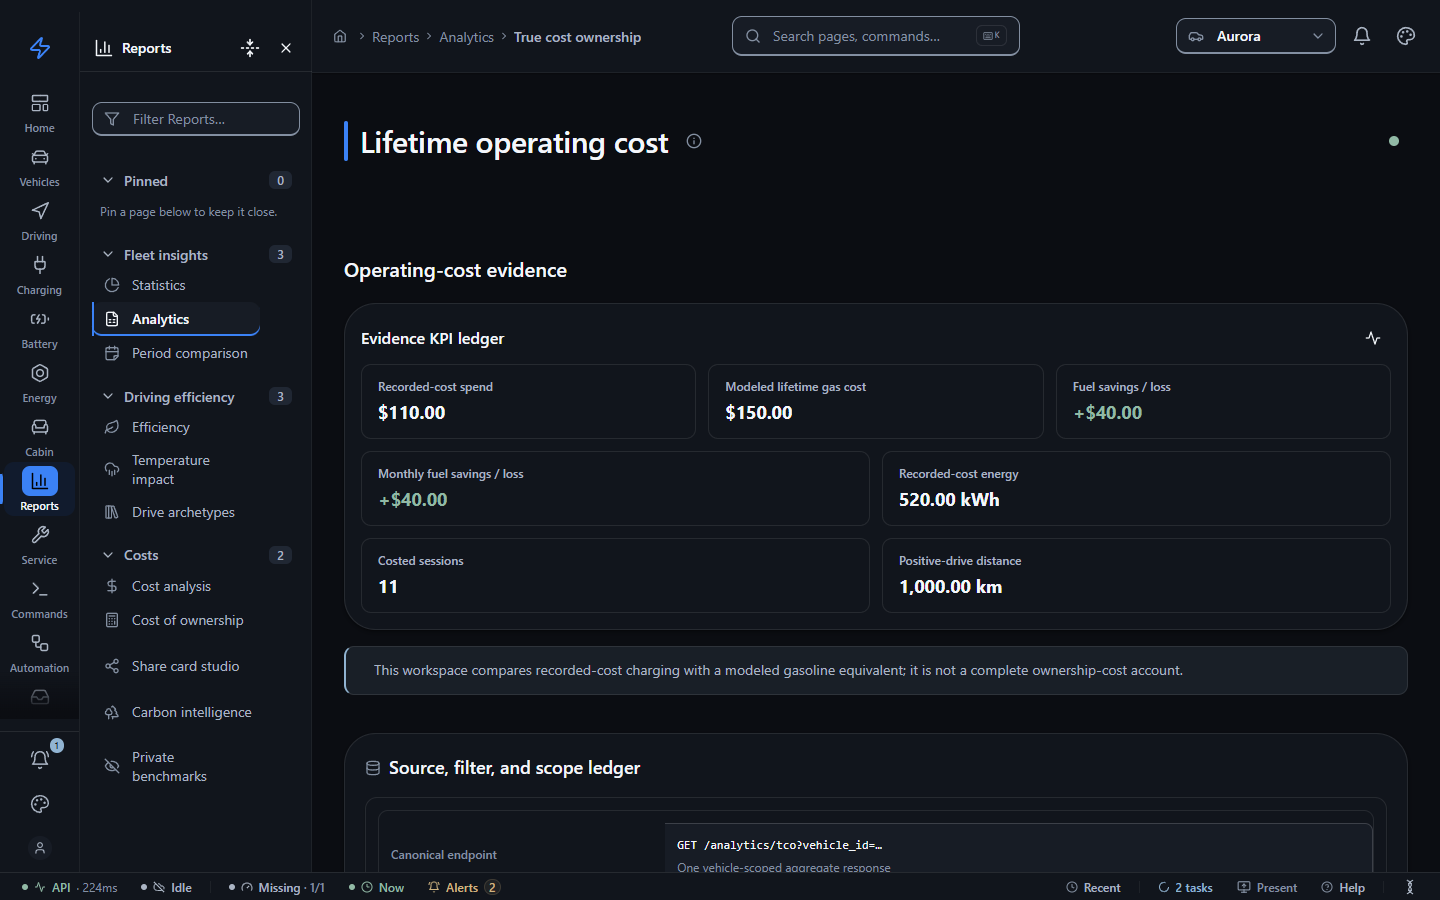 Home
Vehicles
Driving
Charging
Battery
Energy
Cabin
Reports
Service
Commands
Automation
1
Reports
Filter Reports...
Pinned 0
Pin a page below to keep it close.
Fleet insights 3
Statistics
Analytics
Period comparison
Driving efficiency 3
Efficiency
Temperature
impact
Drive archetypes
Costs 2
Cost analysis
Cost of ownership
Share card studio
Carbon intelligence
Private
benchmarks
Reports > Analytics > True cost ownership
Search pages, commands... K
Aurora
Lifetime operating cost
Operating-cost evidence
Evidence KPI ledger
Recorded-cost spend
$110.00
Modeled lifetime gas cost
$150.00
Fuel savings / loss
+$40.00
Monthly fuel savings / loss
+$40.00
Recorded-cost energy
520.00 kWh
Costed sessions
11
Positive-drive distance
1,000.00 km
This workspace compares recorded-cost charging with a modeled gasoline equivalent; it is not a complete ownership-cost account.
Source, filter, and scope ledger
Canonical endpoint
GET /analytics/tco?vehicle_id=…
One vehicle-scoped aggregate response
API · 224ms Idle Missing · 1/1 Now Alerts 2 Recent 2 tasks Present Help